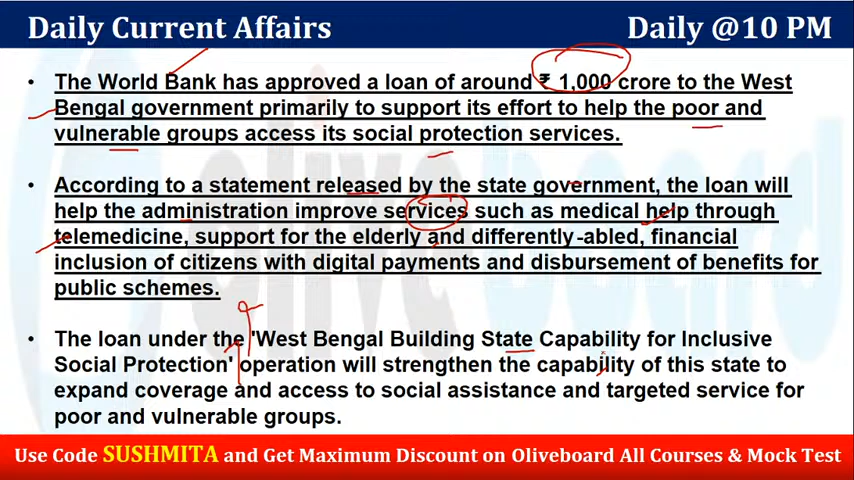 Daily Current Affairs
Daily @10 PM
• The World Bank has approved a loan of around ₹ 1,000 crore to the West
Bengal government primarily to support its effort to help the poor and
vulnerable groups access its social protection services.
• According to a statement released by the state government, the loan will
help the administration improve services such as medical help through
telemedicine, support for the elderly and differently-abled, financial
inclusion of citizens with digital payments and disbursement of benefits for
public schemes.
• The loan under the 'West Bengal Building State Capability for Inclusive
Social Protection' operation will strengthen the capability of this state to
expand coverage and access to social assistance and targeted service for
poor and vulnerable groups.
Use Code SUSHMITA and Get Maximum Discount on Oliveboard All Courses & Mock Test